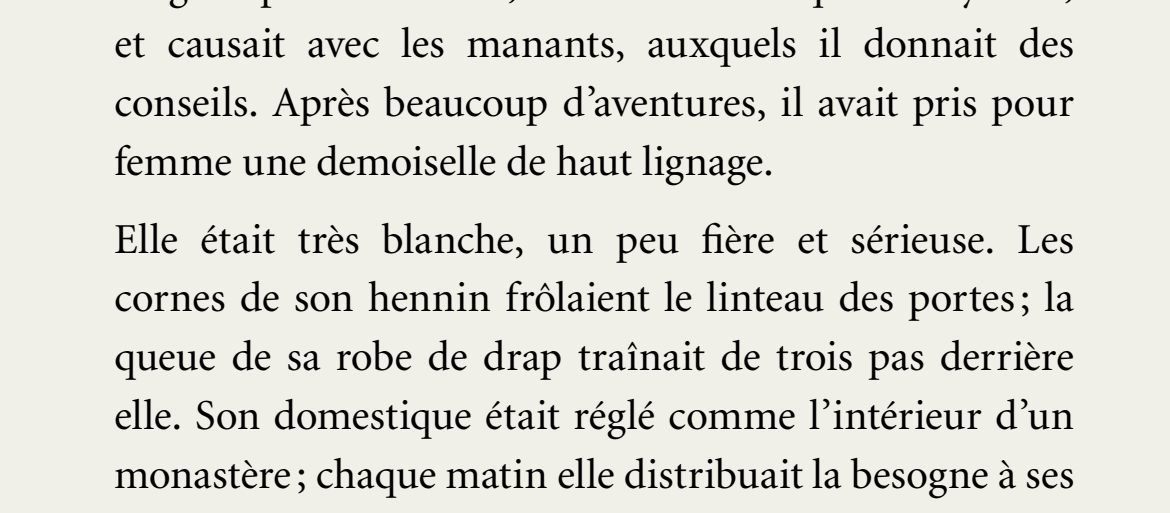 et causait avec les manants, auxquels il donnait des
conseils. Après beaucoup d’aventures, il avait pris pour
femme une demoiselle de haut lignage.
Elle était très blanche, un peu fière et sérieuse. Les
cornes de son hennin frôlaient le linteau des portes ; la
queue de sa robe de drap traînait de trois pas derrière
elle. Son domestique était réglé comme l’intérieur d’un
monastère ; chaque matin elle distribuait la besogne à ses